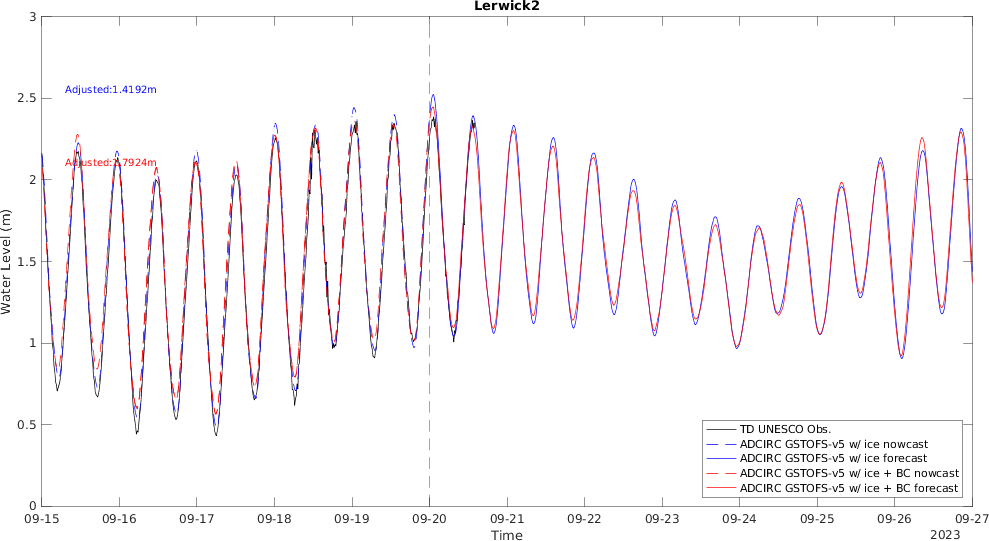 Lerwick2
3
2.5
2
1.5
1
0.5
0
Water Level (m)
Adjusted:1.4192m
Adjusted:1.7924m
TD UNESCO Obs.
ADCIRC GSTOFS-v5 w/ ice nowcast
ADCIRC GSTOFS-v5 w/ ice forecast
ADCIRC GSTOFS-v5 w/ ice + BC nowcast
ADCIRC GSTOFS-v5 w/ ice + BC forecast
09-15 09-16 09-17 09-18 09-19 09-20 09-21 09-22 09-23 09-24 09-25 09-26 09-27
Time
2023